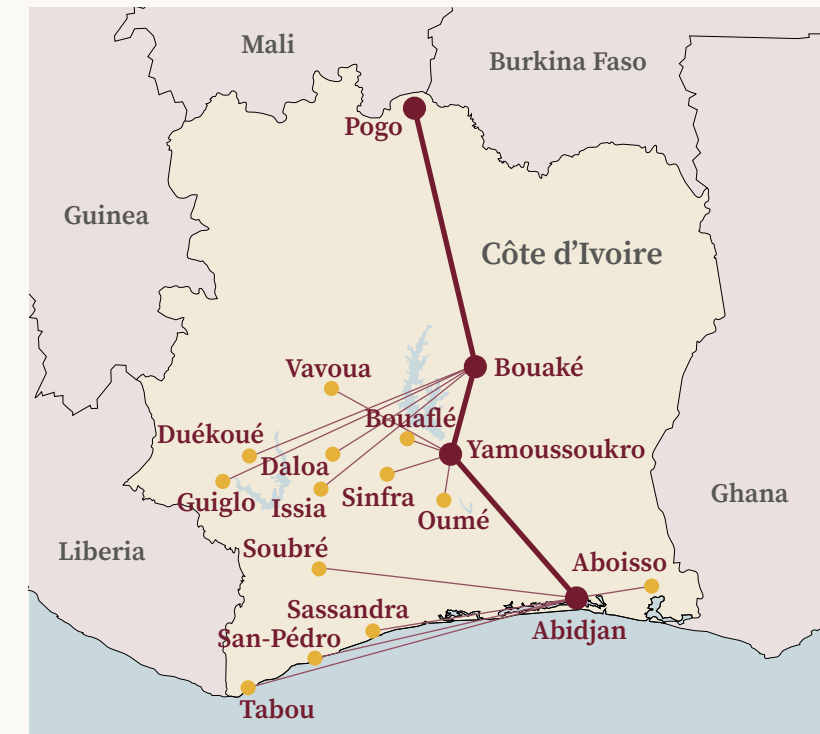 Mali
Burkina Faso
Pogo
Guinea
Côte d’Ivoire
Vavoua
Bouaké
Bouaflé
Duékoué
Yamoussoukro
Daloa
Guiglo
Issia
Sinfra
Ghana
Oumé
Soubré
Liberia
Aboisso
Sassandra
Abidjan
San-Pédro
Tabou